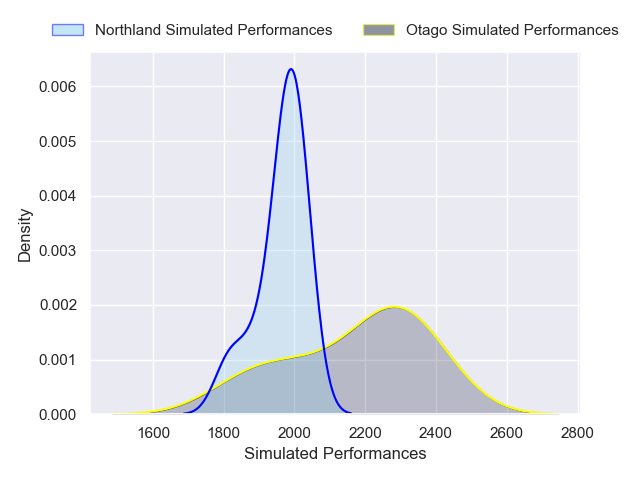 Northland Simulated Performances
Otago Simulated Performances
0.006
0.005
0.004
0.003
0.002
0.001
0.000
Density
1600 1800 2000 2200 2400 2600 2800
Simulated Performances